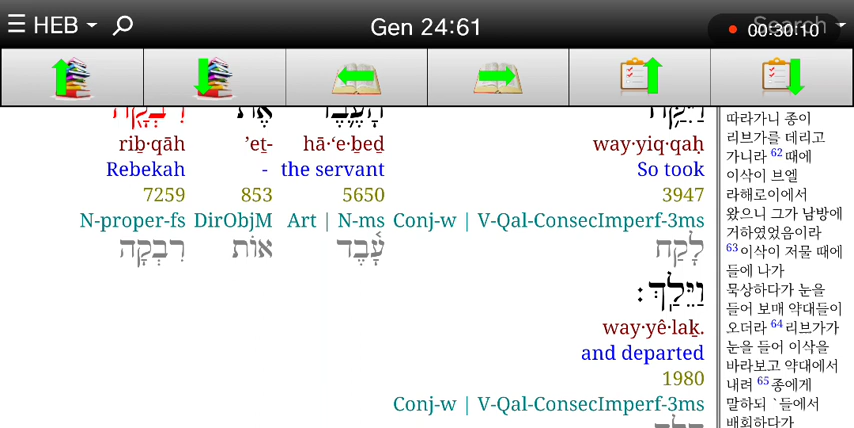 ☰ HEB Gen 24:61 Search
00:30:10
וַיִּקַּ֥ח הָעֶ֛בֶד אֶת רִבְקָ֖ה
way·yiq·qaḥ hā·‘e·ḇeḏ ’eṯ- riḇ·qāh
So took the servant - Rebekah
3947 5650 853 7259
Conj-w | V-Qal-ConsecImperf-3ms Art | N-ms DirObjM N-proper-fs
לָקַח עָ֫בֶד אוֹת רִבְקָה
וַיֵּלַֽךְ׃
way·yê·laḵ.
and departed
1980
Conj-w | V-Qal-ConsecImperf-3ms
따라가니 종이
리브가를 데리고
가니라 62 때에
이삭이 브엘
라해로이에서
왔으니 그가 남방에
거하였었음이라
63 이삭이 저물 때에
들에 나가
묵상하다가 눈을
들어 보매 약대들이
오더라 64 리브가가
눈을 들어 이삭을
바라보고 약대에서
내려 65 종에게
말하되 `들에서
배회하다가